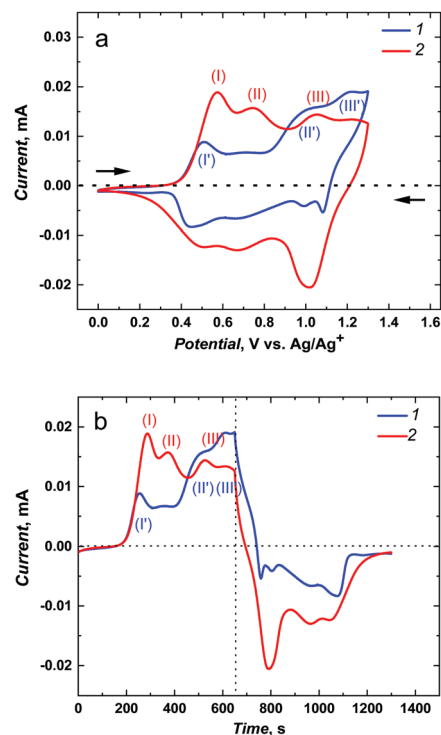 a
1
2
(I)
(II)
(III)
(III')
(I')
(II')
0.03
0.02
0.01
0.00
-0.01
-0.02
Current, mA
0.0 0.2 0.4 0.6 0.8 1.0 1.2 1.4 1.6
Potential, V vs. Ag/Ag+
b
1
2
(I)
(II)
(III)
(I')
(II') (III')
0.02
0.01
0.00
-0.01
-0.02
Current, mA
0 200 400 600 800 1000 1200 1400
Time, s